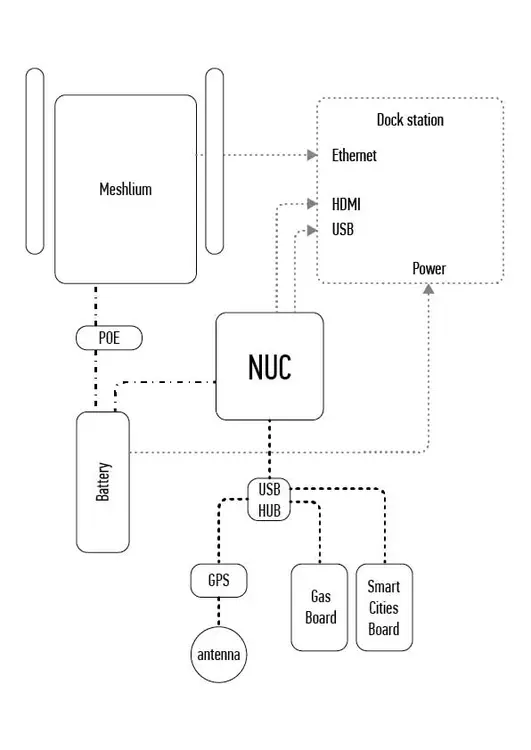 Dock station
Ethernet
Meshlium
HDMI
USB
Power
POE
NUC
Battery
USB
HUB
GPS
Gas
Board
Smart
Cities
Board
antenna